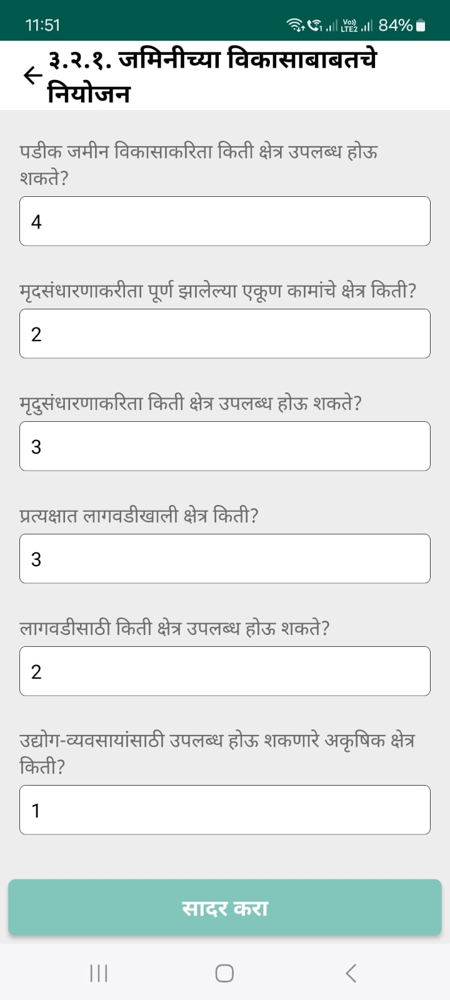 11:51
Vo)) LTE2 84%
३.२.१. जमिनीच्या विकासाबाबतचे
नियोजन
पडीक जमीन विकासाकरिता किती क्षेत्र उपलब्ध होऊ
शकते?
4
मृदसंधारणाकरीता पूर्ण झालेल्या एकूण कामांचे क्षेत्र किती?
2
मृदुसंधारणाकरिता किती क्षेत्र उपलब्ध होऊ शकते?
3
प्रत्यक्षात लागवडीखाली क्षेत्र किती?
3
लागवडीसाठी किती क्षेत्र उपलब्ध होऊ शकते?
2
उद्योग-व्यवसायांसाठी उपलब्ध होऊ शकणारे अकृषिक क्षेत्र
किती?
1
सादर करा